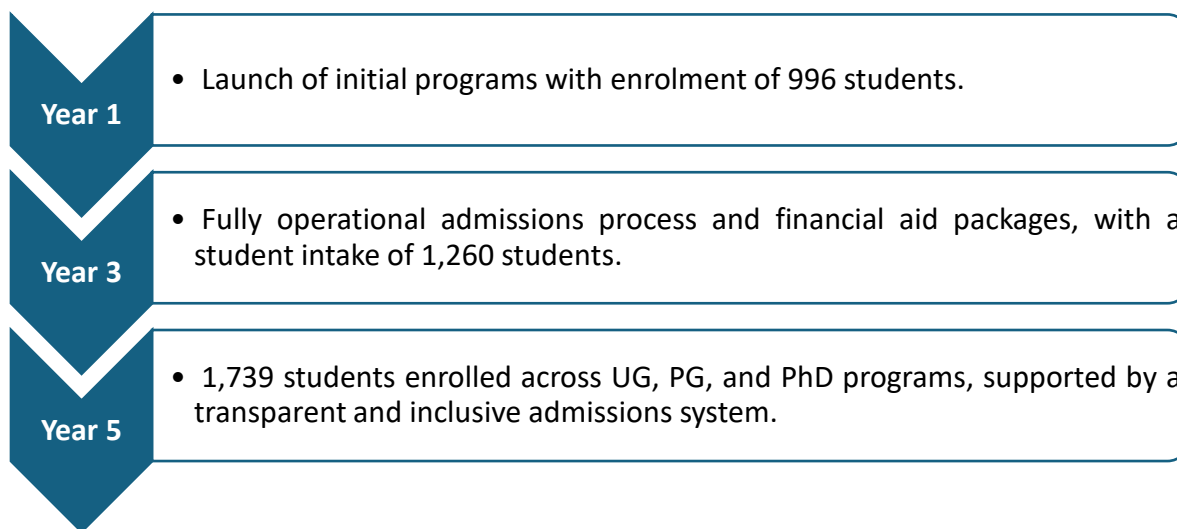 Year 1
• Launch of initial programs with enrolment of 996 students.
Year 3
• Fully operational admissions process and financial aid packages, with a
student intake of 1,260 students.
Year 5
• 1,739 students enrolled across UG, PG, and PhD programs, supported by a
transparent and inclusive admissions system.